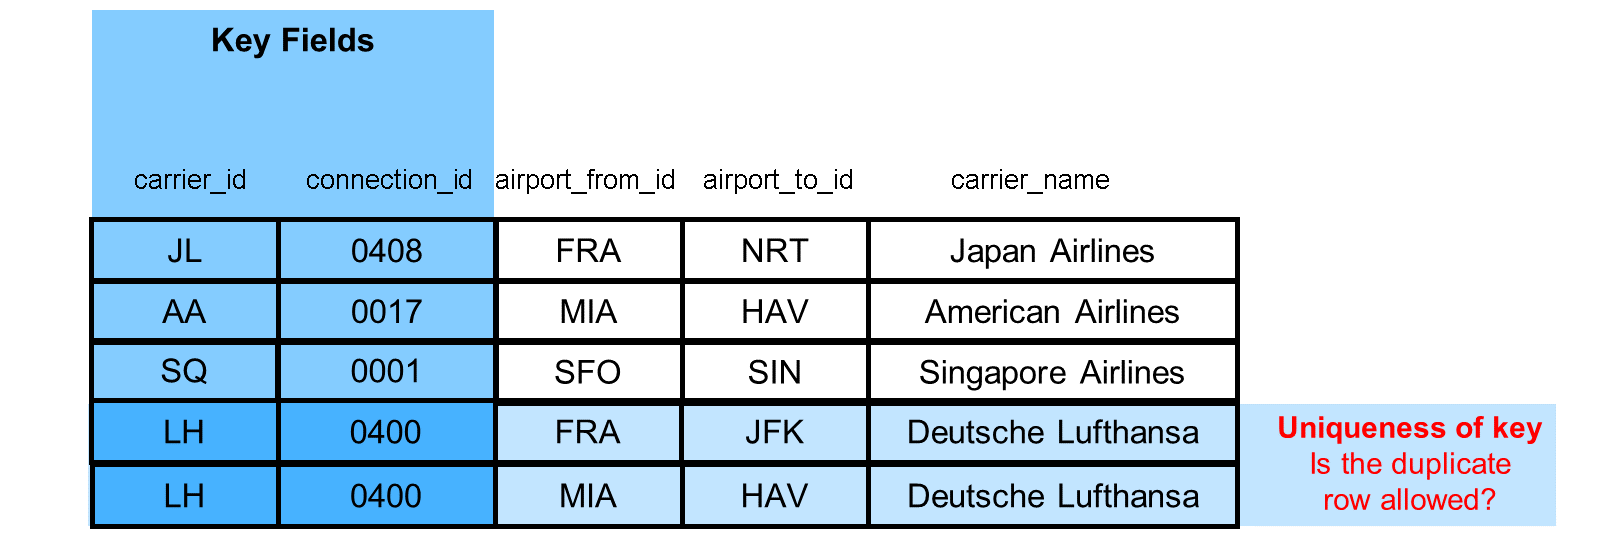 Key Fields
carrier_id connection_id airport_from_id airport_to_id carrier_name
JL 0408 FRA NRT Japan Airlines
AA 0017 MIA HAV American Airlines
SQ 0001 SFO SIN Singapore Airlines
LH 0400 FRA JFK Deutsche Lufthansa
LH 0400 MIA HAV Deutsche Lufthansa
Uniqueness of key
Is the duplicate
row allowed?